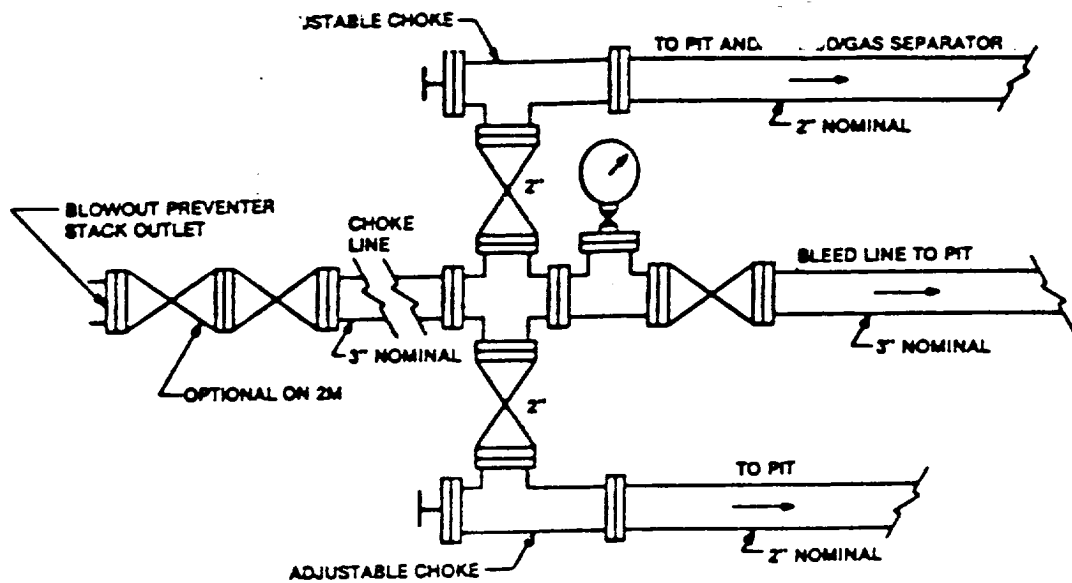 JSTABLE CHOKE
TO PIT AND D/GAS SEPARATOR
2" NOMINAL
2"
BLOWOUT PREVENTER
STACK OUTLET
CHOKE
LINE
BLEED LINE TO PIT
3" NOMINAL
3" NOMINAL
OPTIONAL ON 2M
2"
TO PIT
2" NOMINAL
ADJUSTABLE CHOKE